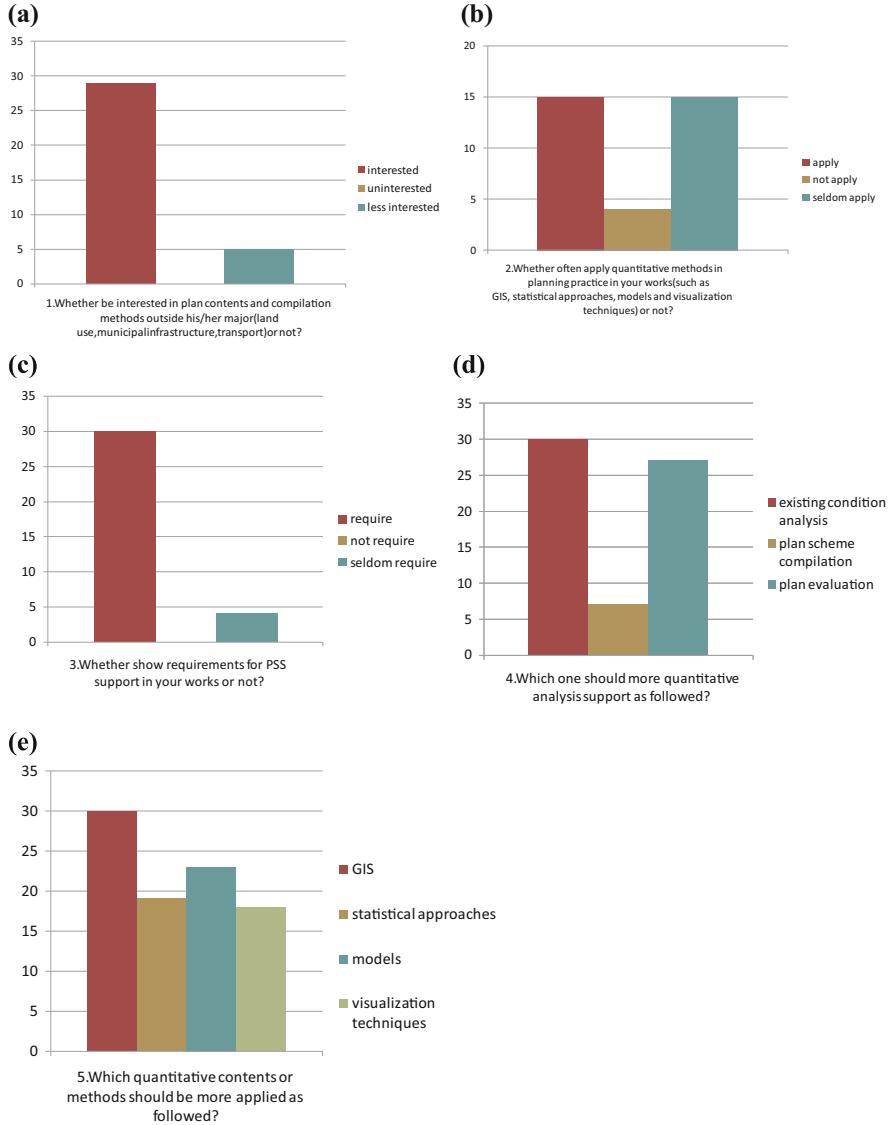 (a)
35
30
25
20
15
10
5
0
interested
uninterested
less interested
1.Whether be interested in plan contents and compilation
methods outside his/her major(land
use,municipalinfrastructure,transport)or not?
(b)
20
15
10
5
0
apply
not apply
seldom apply
2.Whether often apply quantitative methods in
planning practice in your works(such as
GIS, statistical approaches, models and visualization
techniques) or not?
(c)
35
30
25
20
15
10
5
0
require
not require
seldom require
3.Whether show requirements for PSS
support in your works or not?
(d)
35
30
25
20
15
10
5
0
existing condition
analysis
plan scheme
compilation
plan evaluation
4.Which one should more quantitative
analysis support as followed?
(e)
35
30
25
20
15
10
5
0
GIS
statistical approaches
models
visualization
techniques
5.Which quantitative contents or
methods should be more applied as
followed?